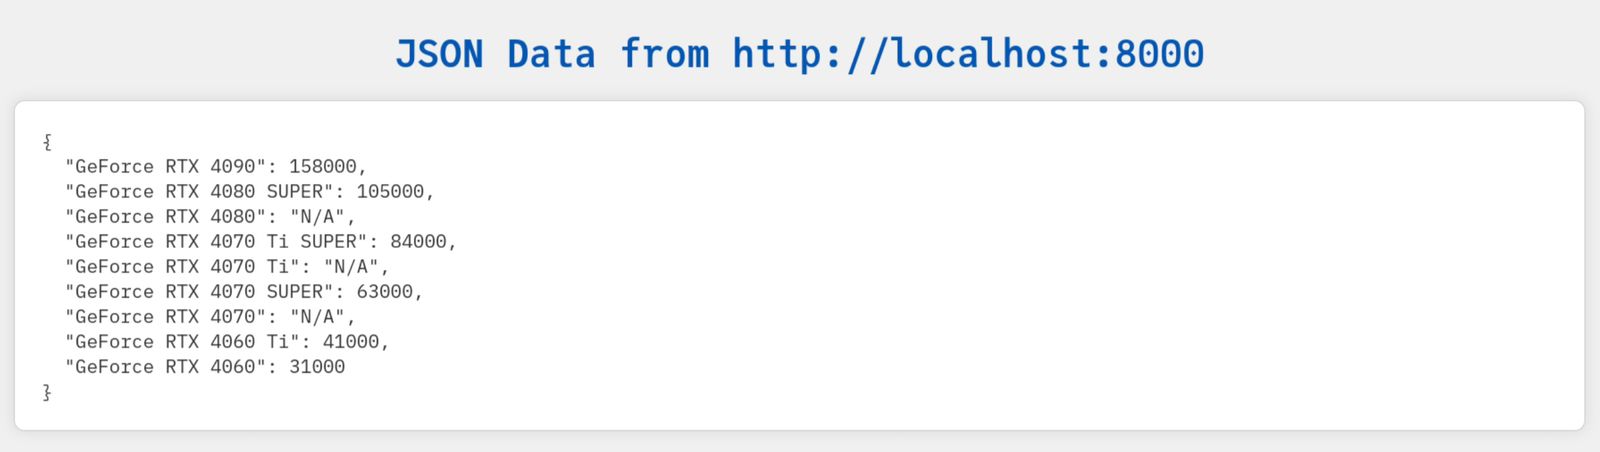 JSON Data from http://localhost:8000
{
"GeForce RTX 4090": 158000,
"GeForce RTX 4080 SUPER": 105000,
"GeForce RTX 4080": "N/A",
"GeForce RTX 4070 Ti SUPER": 84000,
"GeForce RTX 4070 Ti": "N/A",
"GeForce RTX 4070 SUPER": 63000,
"GeForce RTX 4070": "N/A",
"GeForce RTX 4060 Ti": 41000,
"GeForce RTX 4060": 31000
}